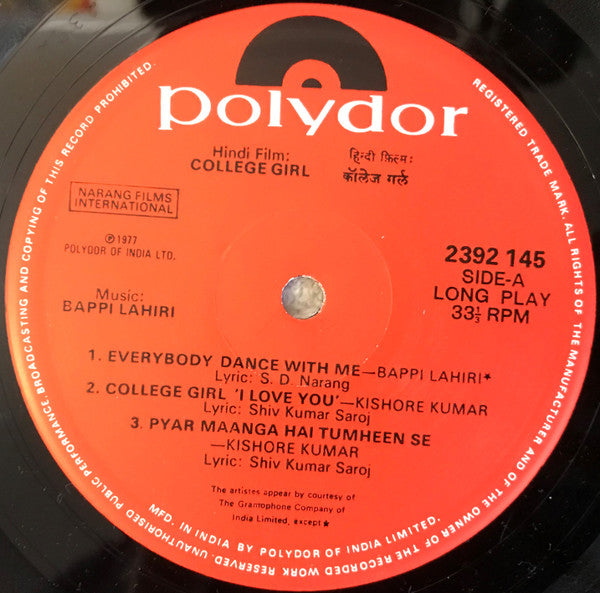 polydor
Hindi Film:
COLLEGE GIRL
हिन्दी फ़िल्म:
कॉलेज गर्ल
NARANG FILMS
INTERNATIONAL
℗ 1977
POLYDOR OF INDIA LTD.
Music:
BAPPI LAHIRI
2392 145
SIDE-A
LONG PLAY
33⅓ RPM
1. EVERYBODY DANCE WITH ME—BAPPI LAHIRI★
Lyric: S. D. Narang
2. COLLEGE GIRL 'I LOVE YOU'—KISHORE KUMAR
Lyric: Shiv Kumar Saroj
3. PYAR MAANGA HAI TUMHEEN SE
—KISHORE KUMAR
Lyric: Shiv Kumar Saroj
The artistes appear by courtesy of
The Gramophone Company of
India Limited, except★
MFD. IN INDIA BY POLYDOR OF INDIA LIMITED.
REGISTERED TRADE MARK. ALL RIGHTS OF THE MANUFACTURER AND OF THE OWNER OF THE RECORDED WORK RESERVED. UNAUTHORISED PUBLIC PERFORMANCE, BROADCASTING AND COPYING OF THIS RECORD PROHIBITED.